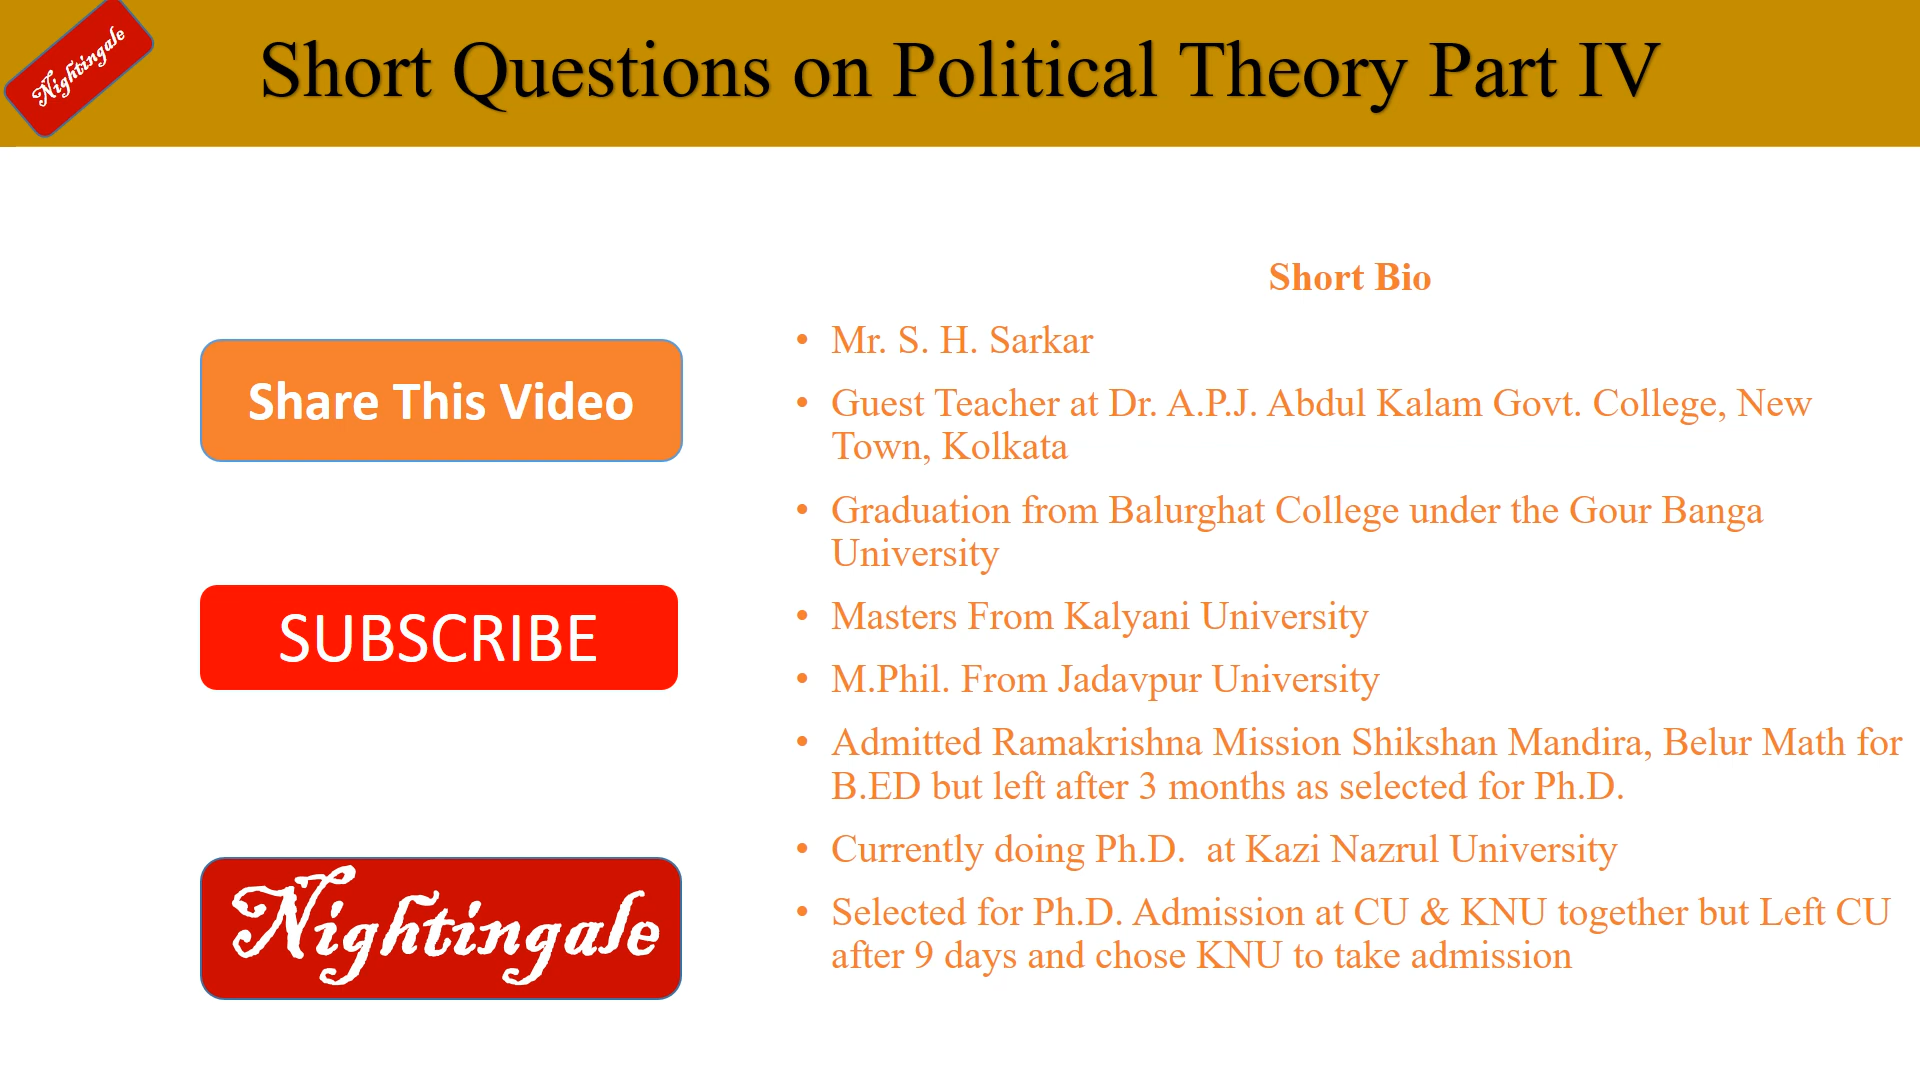 Nightingale
Short Questions on Political Theory Part IV
Share This Video
SUBSCRIBE
Nightingale
Short Bio
• Mr. S. H. Sarkar
• Guest Teacher at Dr. A.P.J. Abdul Kalam Govt. College, New
Town, Kolkata
• Graduation from Balurghat College under the Gour Banga
University
• Masters From Kalyani University
• M.Phil. From Jadavpur University
• Admitted Ramakrishna Mission Shikshan Mandira, Belur Math for
B.ED but left after 3 months as selected for Ph.D.
• Currently doing Ph.D.  at Kazi Nazrul University
• Selected for Ph.D. Admission at CU & KNU together but Left CU
after 9 days and chose KNU to take admission